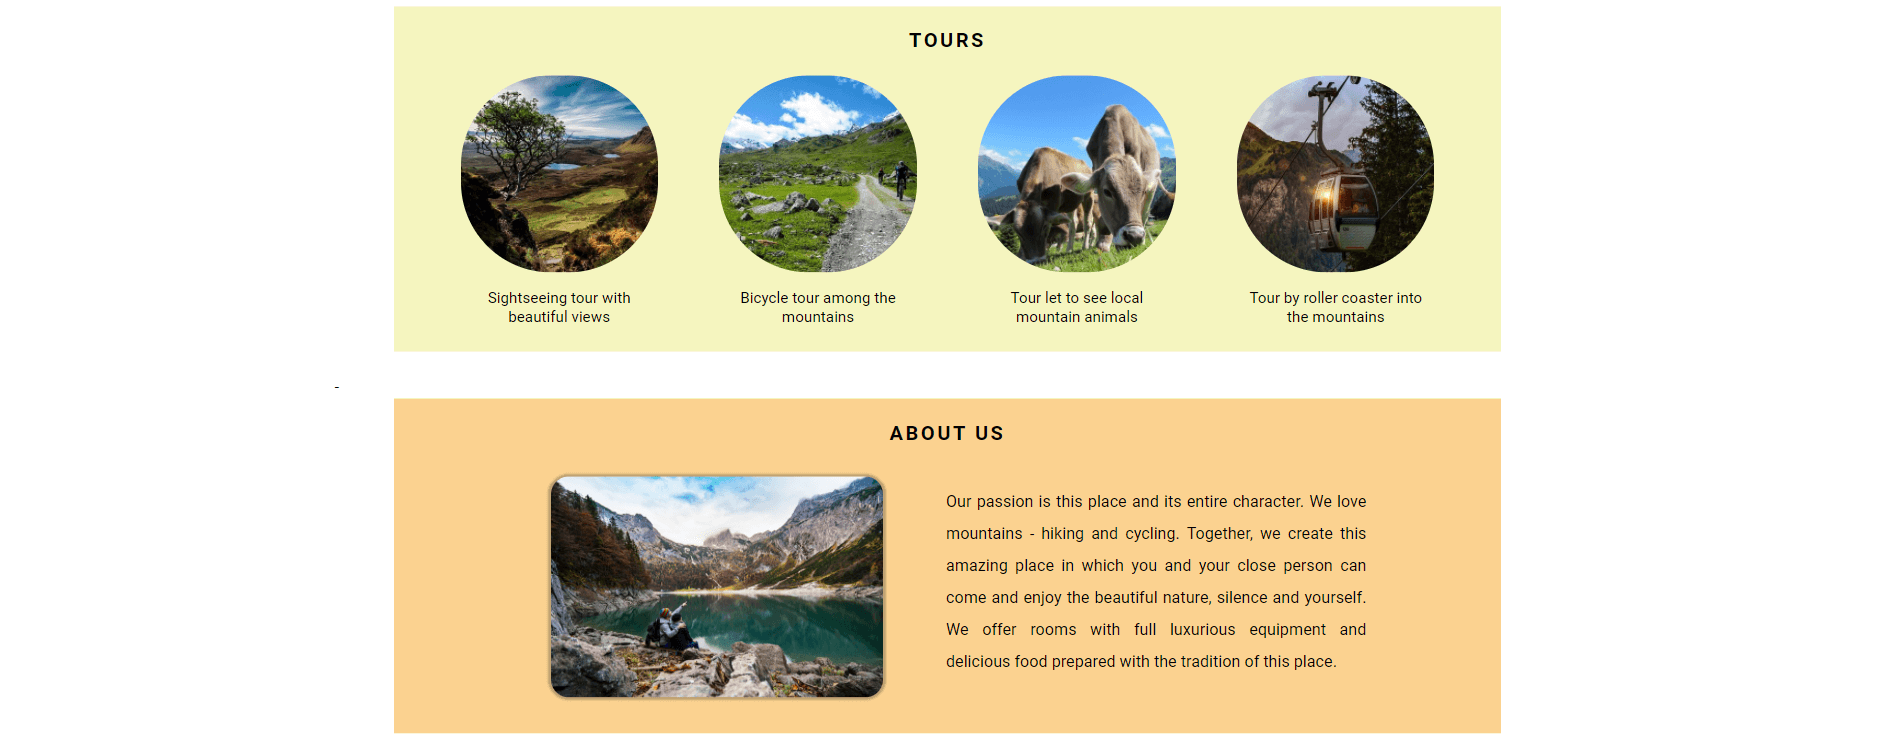 TOURS
Sightseeing tour with
beautiful views
Bicycle tour among the
mountains
Tour let to see local
mountain animals
Tour by roller coaster into
the mountains
-
ABOUT US
Our passion is this place and its entire character. We love
mountains - hiking and cycling. Together, we create this
amazing place in which you and your close person can
come and enjoy the beautiful nature, silence and yourself.
We offer rooms with full luxurious equipment and
delicious food prepared with the tradition of this place.